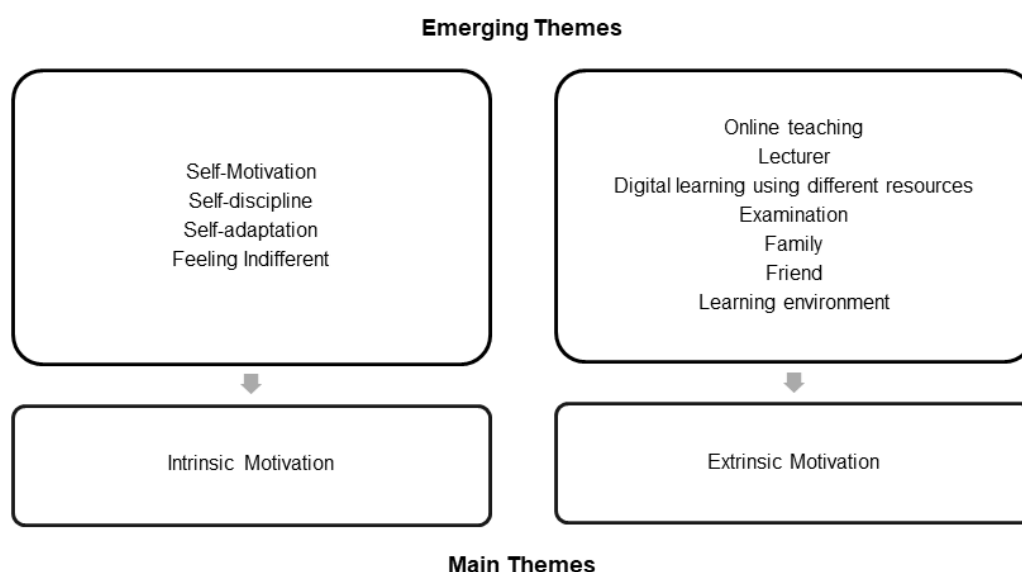 Emerging Themes
Self-Motivation
Self-discipline
Self-adaptation
Feeling Indifferent
Online teaching
Lecturer
Digital learning using different resources
Examination
Family
Friend
Learning environment
Intrinsic Motivation
Extrinsic Motivation
Main Themes